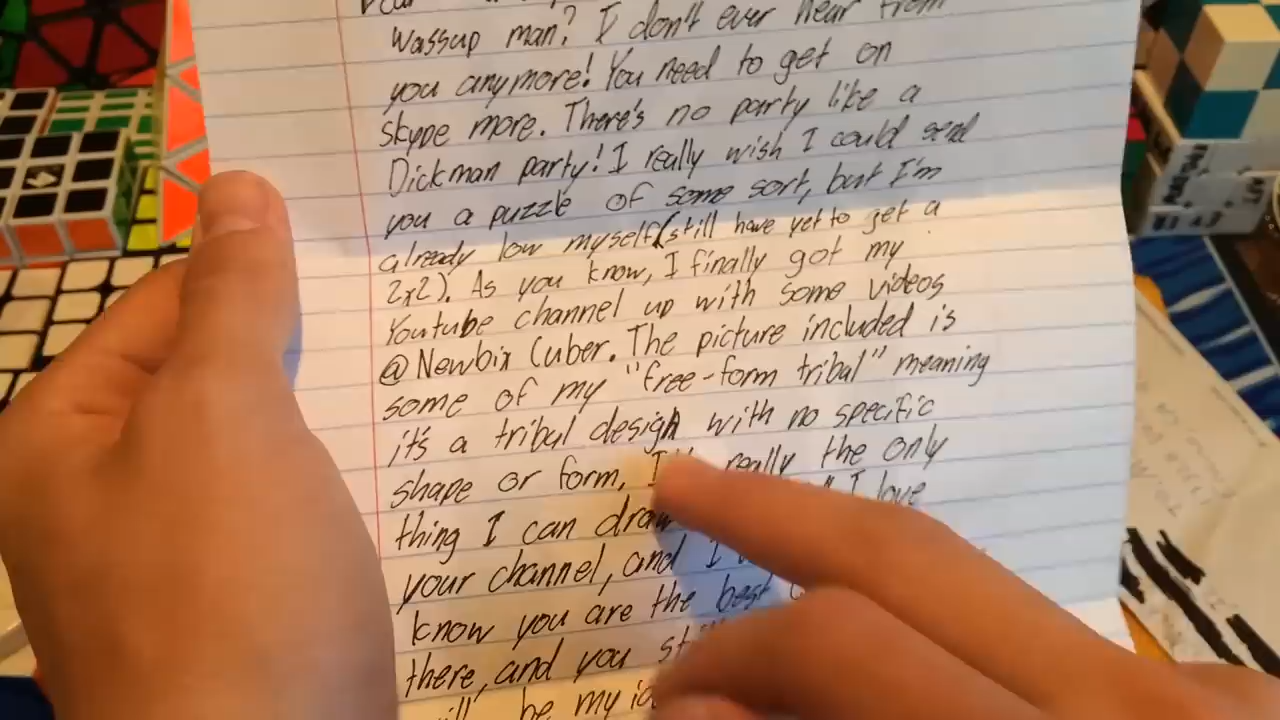 wassup man? I don't ever hear from
you anymore! You need to get on
skype more. There's no party like a
Dickman party! I really wish I could send
you a puzzle of some sort, but I'm
already low myself (still have yet to get a
2x2). As you know, I finally got my
Youtube channel up with some videos
@Newbix Cuber. The picture included is
some of my "free-form tribal" meaning
it's a tribal design with no specific
shape or form, really the only
thing I can draw I love
your channel, and I
know you are the best
there, and you
be my